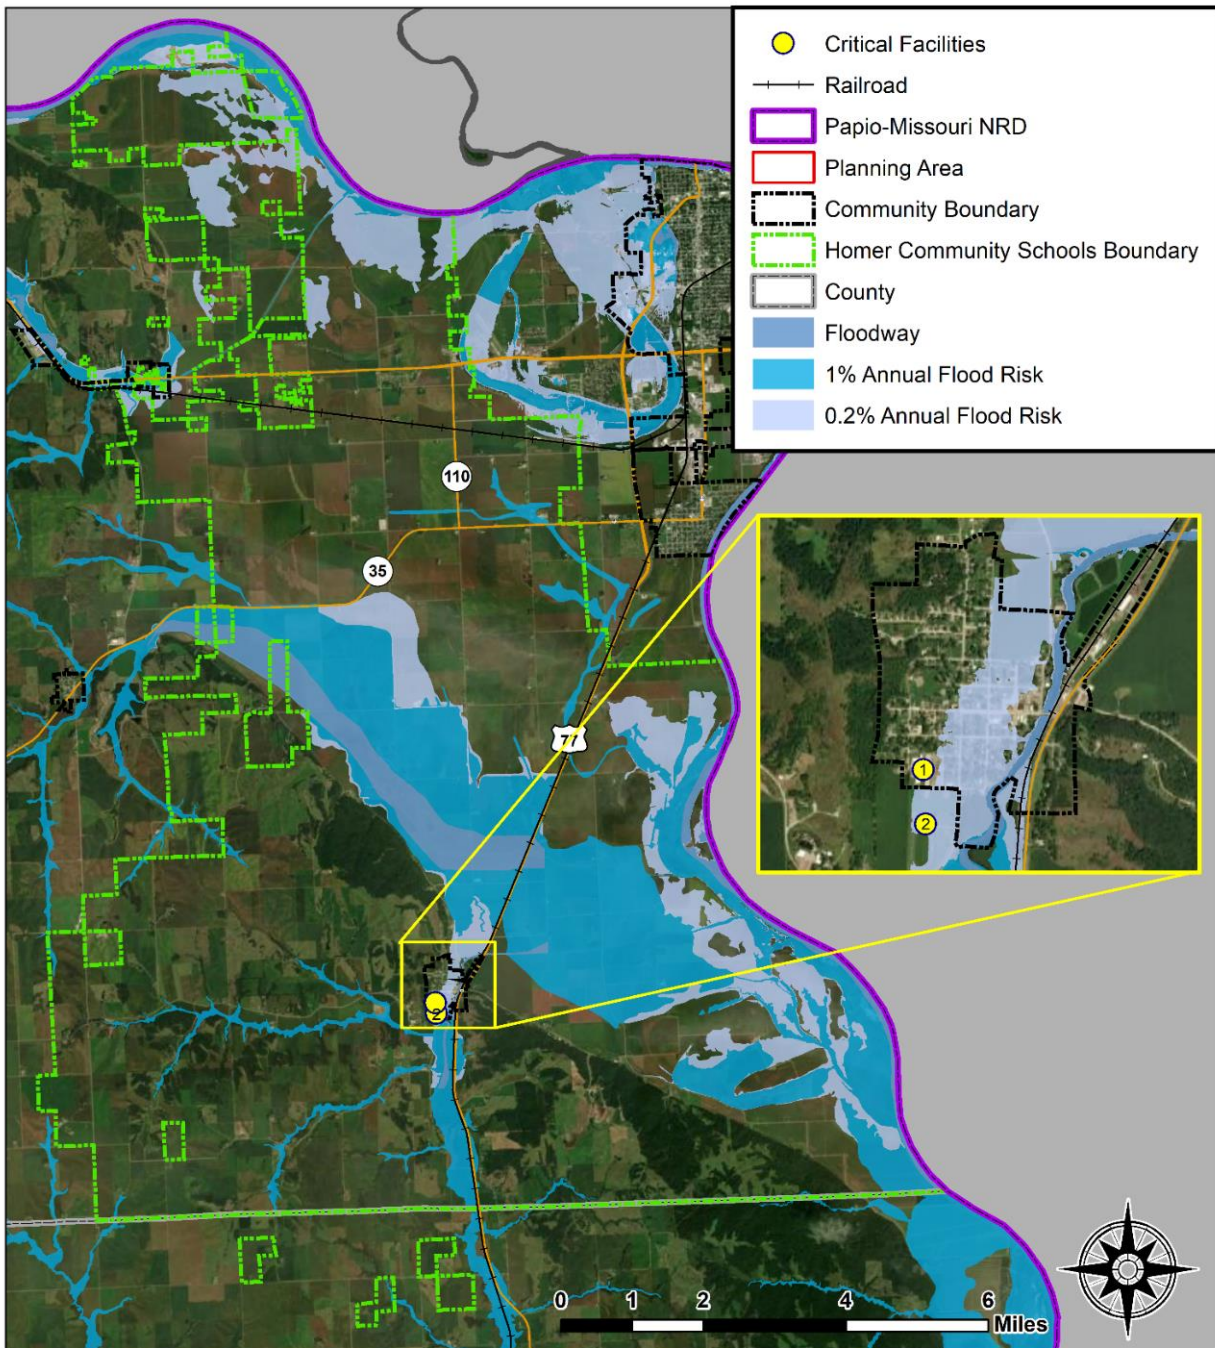 Critical Facilities
Railroad
Papio-Missouri NRD
Planning Area
Community Boundary
Homer Community Schools Boundary
County
Floodway
1% Annual Flood Risk
0.2% Annual Flood Risk
110
35
77
1
2
2
0 1 2 4 6
Miles